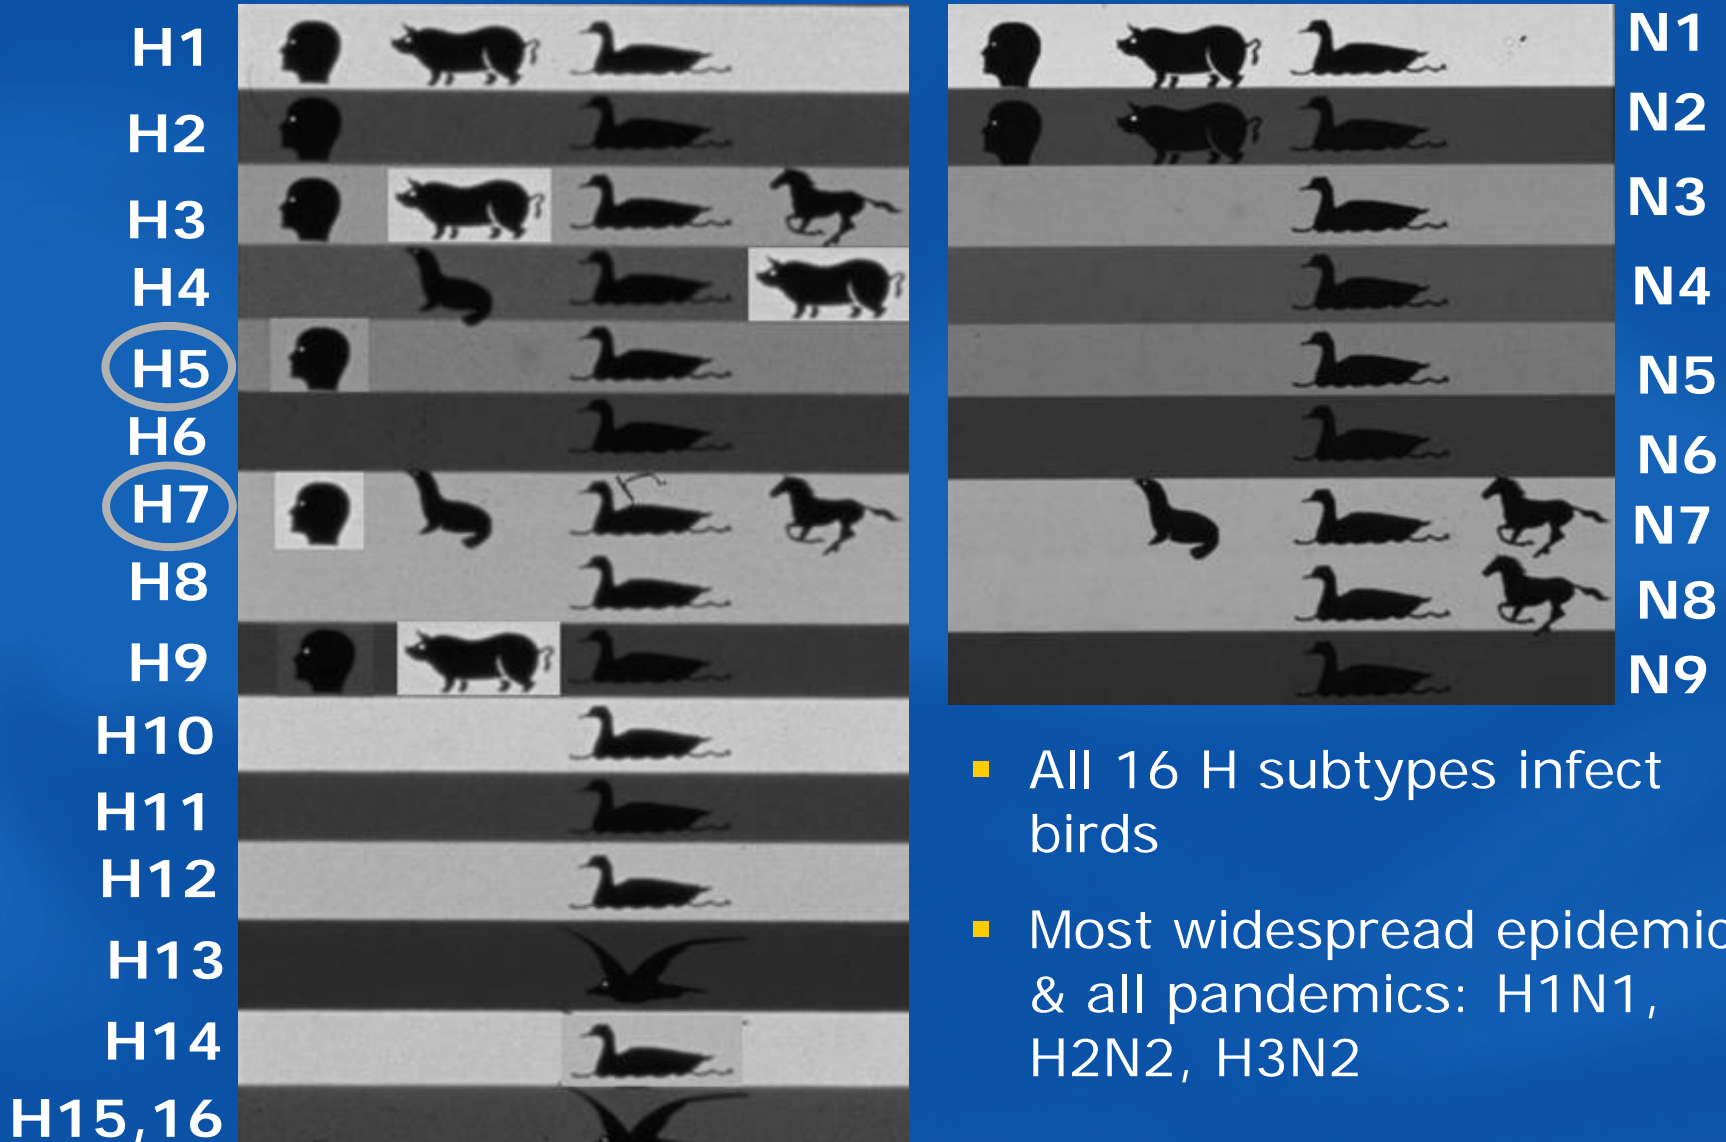 H1
H2
H3
H4
H5
H6
H7
H8
H9
H10
H11
H12
H13
H14
H15,16
N1
N2
N3
N4
N5
N6
N7
N8
N9
All 16 H subtypes infect
birds
Most widespread epidemic
& all pandemics: H1N1,
H2N2, H3N2